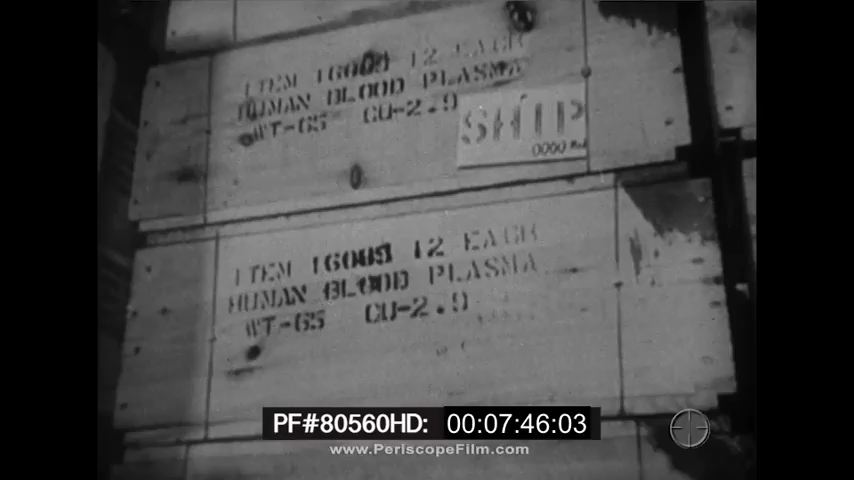 ITEM 16008 12 EACH
HUMAN BLOOD PLASMA
WT-65 CU-2.9
SHIP
ITEM 16008 12 EACH
HUMAN BLOOD PLASMA
WT-65 CU-2.9
PF#80560HD: 00:07:46:03
www.PeriscopeFilm.com